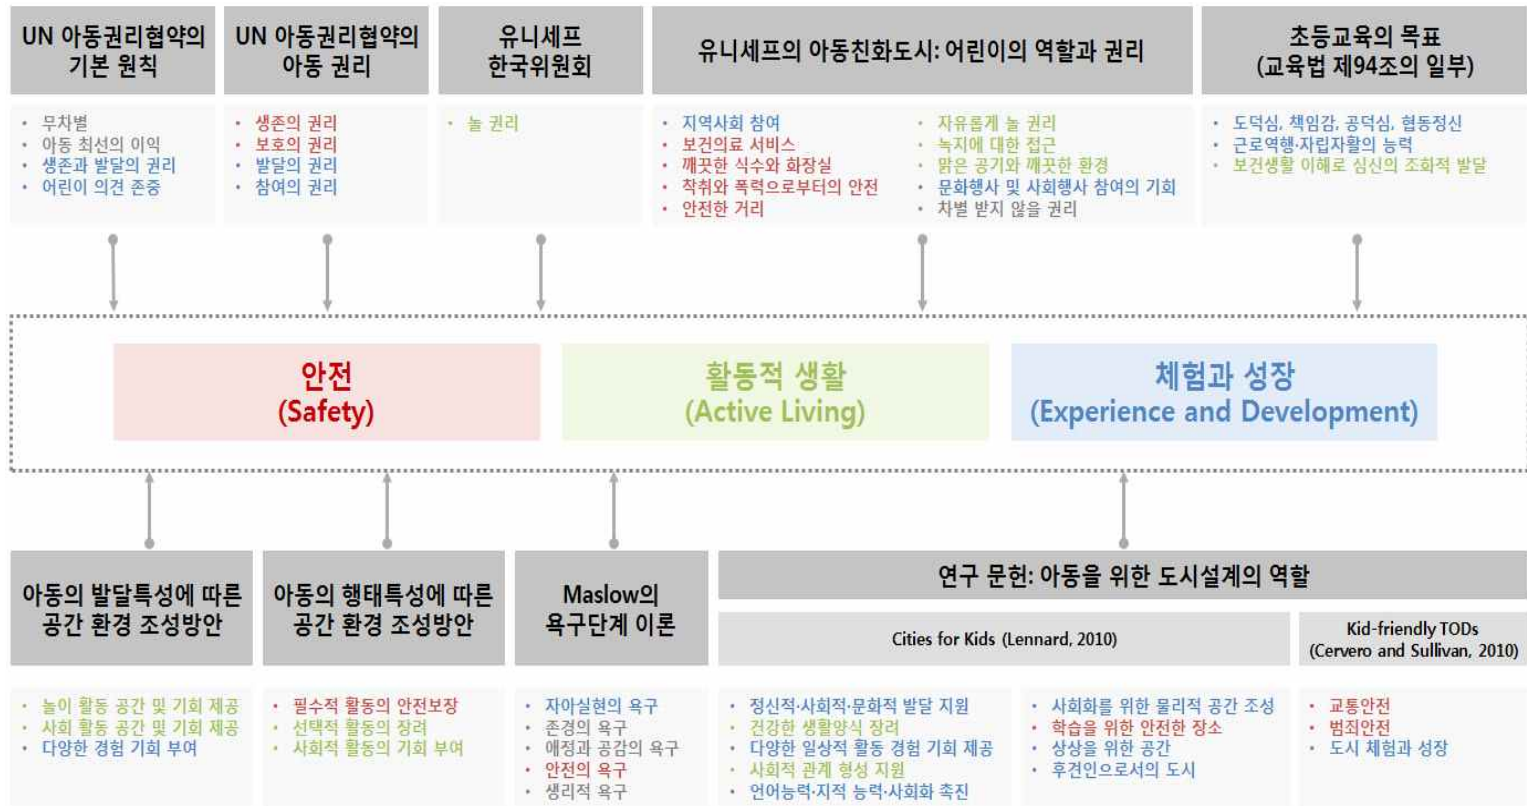 UN 아동권리협약의
기본 원칙
• 무차별
• 아동 최선의 이익
• 생존과 발달의 권리
• 어린이 의견 존중
UN 아동권리협약의
아동 권리
• 생존의 권리
• 보호의 권리
• 발달의 권리
• 참여의 권리
유니세프
한국위원회
• 놀 권리
유니세프의 아동친화도시: 어린이의 역할과 권리
• 지역사회 참여
• 보건의료 서비스
• 깨끗한 식수와 화장실
• 착취와 폭력으로부터의 안전
• 안전한 거리
• 자유롭게 놀 권리
• 녹지에 대한 접근
• 맑은 공기와 깨끗한 환경
• 문화행사 및 사회행사 참여의 기회
• 차별 받지 않을 권리
초등교육의 목표
(교육법 제94조의 일부)
• 도덕심, 책임감, 공덕심, 협동정신
• 근로역행·자립자활의 능력
• 보건생활 이해로 심신의 조화적 발달
안전
(Safety)
활동적 생활
(Active Living)
체험과 성장
(Experience and Development)
아동의 발달특성에 따른
공간 환경 조성방안
• 놀이 활동 공간 및 기회 제공
• 사회 활동 공간 및 기회 제공
• 다양한 경험 기회 부여
아동의 행태특성에 따른
공간 환경 조성방안
• 필수적 활동의 안전보장
• 선택적 활동의 장려
• 사회적 활동의 기회 부여
Maslow의
욕구단계 이론
• 자아실현의 욕구
• 존경의 욕구
• 애정과 공감의 욕구
• 안전의 욕구
• 생리적 욕구
연구 문헌: 아동을 위한 도시설계의 역할
Cities for Kids (Lennard, 2010)
• 정신적·사회적·문화적 발달 지원
• 건강한 생활양식 장려
• 다양한 일상적 활동 경험 기회 제공
• 사회적 관계 형성 지원
• 언어능력·지적 능력·사회화 촉진
• 사회화를 위한 물리적 공간 조성
• 학습을 위한 안전한 장소
• 상상을 위한 공간
• 후견인으로서의 도시
Kid-friendly TODs
(Cervero and Sullivan, 2010)
• 교통안전
• 범죄안전
• 도시 체험과 성장